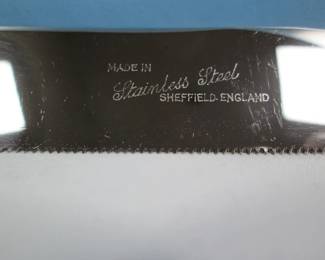 MADE IN
Stainless Steel
SHEFFIELD-ENGLAND